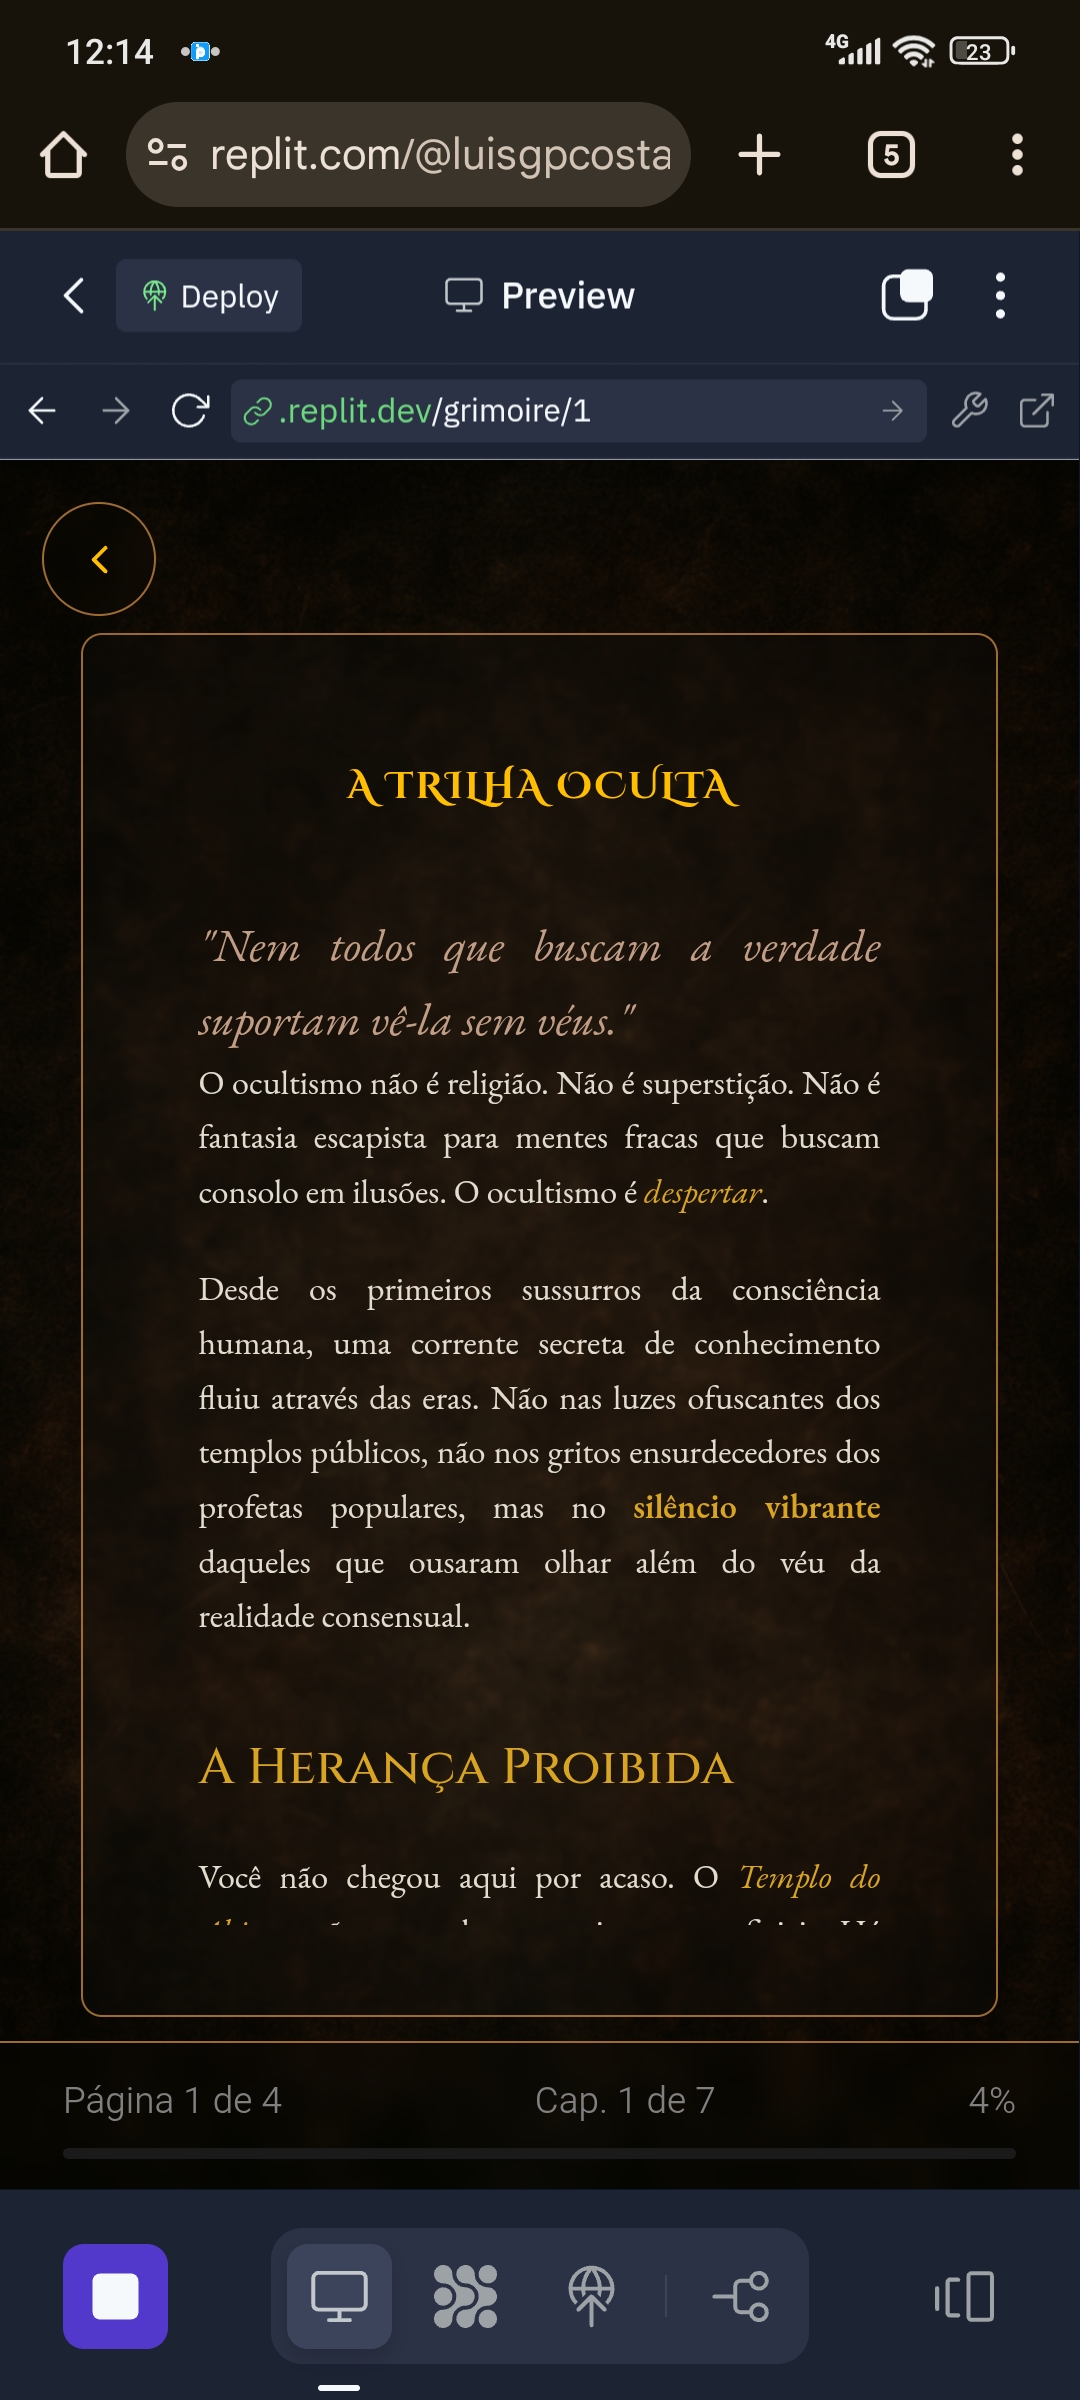 12:14
4G
23
replit.com/@luisgpcosta
5
Deploy
Preview
.replit.dev/grimoire/1
A TRILHA OCULTA
"Nem todos que buscam a verdade
suportam vê-la sem véus."
O ocultismo não é religião. Não é superstição. Não é
fantasia escapista para mentes fracas que buscam
consolo em ilusões. O ocultismo é despertar.
Desde os primeiros sussurros da consciência
humana, uma corrente secreta de conhecimento
fluiu através das eras. Não nas luzes ofuscantes dos
templos públicos, não nos gritos ensurdecedores dos
profetas populares, mas no silêncio vibrante
daqueles que ousaram olhar além do véu da
realidade consensual.
A Herança Proibida
Você não chegou aqui por acaso. O Templo do
Página 1 de 4
Cap. 1 de 7
4%